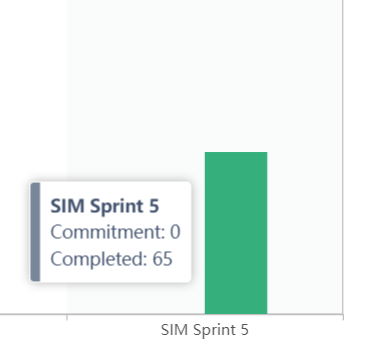 SIM Sprint 5
Commitment: 0
Completed: 65
SIM Sprint 5